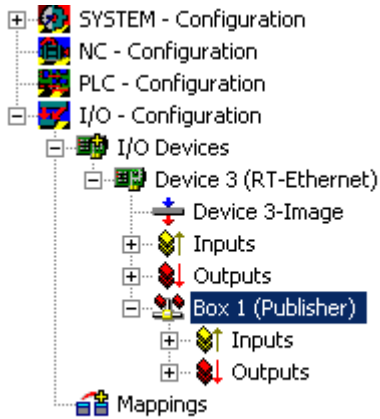 SYSTEM - Configuration
NC - Configuration
PLC - Configuration
I/O - Configuration
I/O Devices
Device 3 (RT-Ethernet)
Device 3-Image
Inputs
Outputs
Box 1 (Publisher)
Inputs
Outputs
Mappings